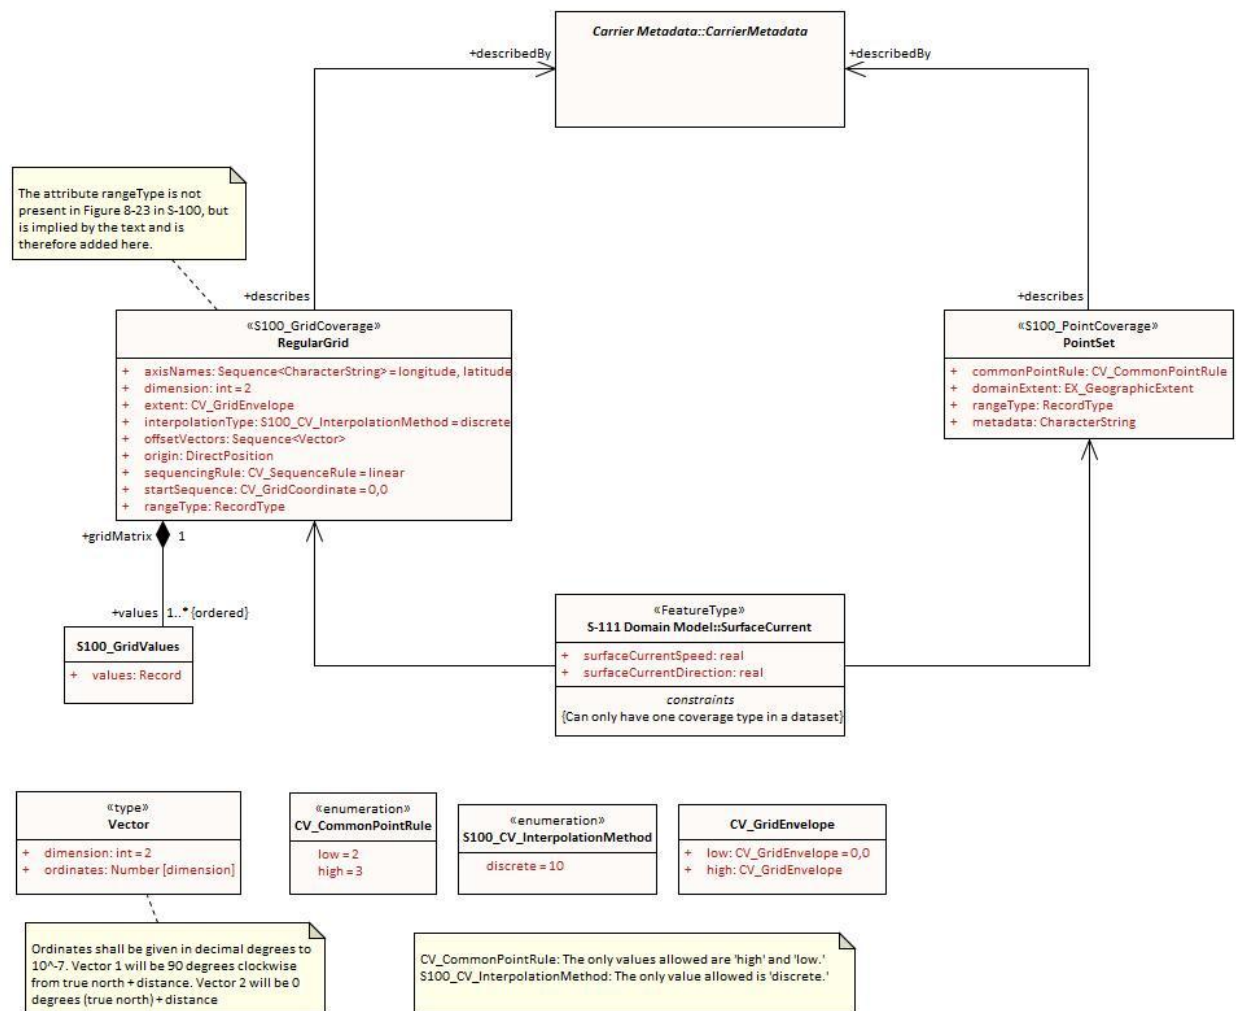 Carrier Metadata::CarrierMetadata
+describedBy
+describedBy
The attribute rangeType is not
present in Figure 8-23 in S-100, but
is implied by the text and is
therefore added here.
+describes
+describes
«S100_GridCoverage»
RegularGrid
+ axisNames: Sequence<CharacterString> = longitude, latitude
+ dimension: int = 2
+ extent: CV_GridEnvelope
+ interpolationType: S100_CV_InterpolationMethod = discrete
+ offsetVectors: Sequence<Vector>
+ origin: DirectPosition
+ sequencingRule: CV_SequenceRule = linear
+ startSequence: CV_GridCoordinate = 0,0
+ rangeType: RecordType
«S100_PointCoverage»
PointSet
+ commonPointRule: CV_CommonPointRule
+ domainExtent: EX_GeographicExtent
+ rangeType: RecordType
+ metadata: CharacterString
+gridMatrix 1
+values 1..* {ordered}
S100_GridValues
+ values: Record
«FeatureType»
S-111 Domain Model::SurfaceCurrent
+ surfaceCurrentSpeed: real
+ surfaceCurrentDirection: real
constraints
{Can only have one coverage type in a dataset}
«type»
Vector
+ dimension: int = 2
+ ordinates: Number [dimension]
«enumeration»
CV_CommonPointRule
low = 2
high = 3
«enumeration»
S100_CV_InterpolationMethod
discrete = 10
CV_GridEnvelope
+ low: CV_GridEnvelope = 0,0
+ high: CV_GridEnvelope
Ordinates shall be given in decimal degrees to
10^-7. Vector 1 will be 90 degrees clockwise
from true north + distance. Vector 2 will be 0
degrees (true north) + distance
CV_CommonPointRule: The only values allowed are 'high' and 'low.'
S100_CV_InterpolationMethod: The only value allowed is 'discrete.'